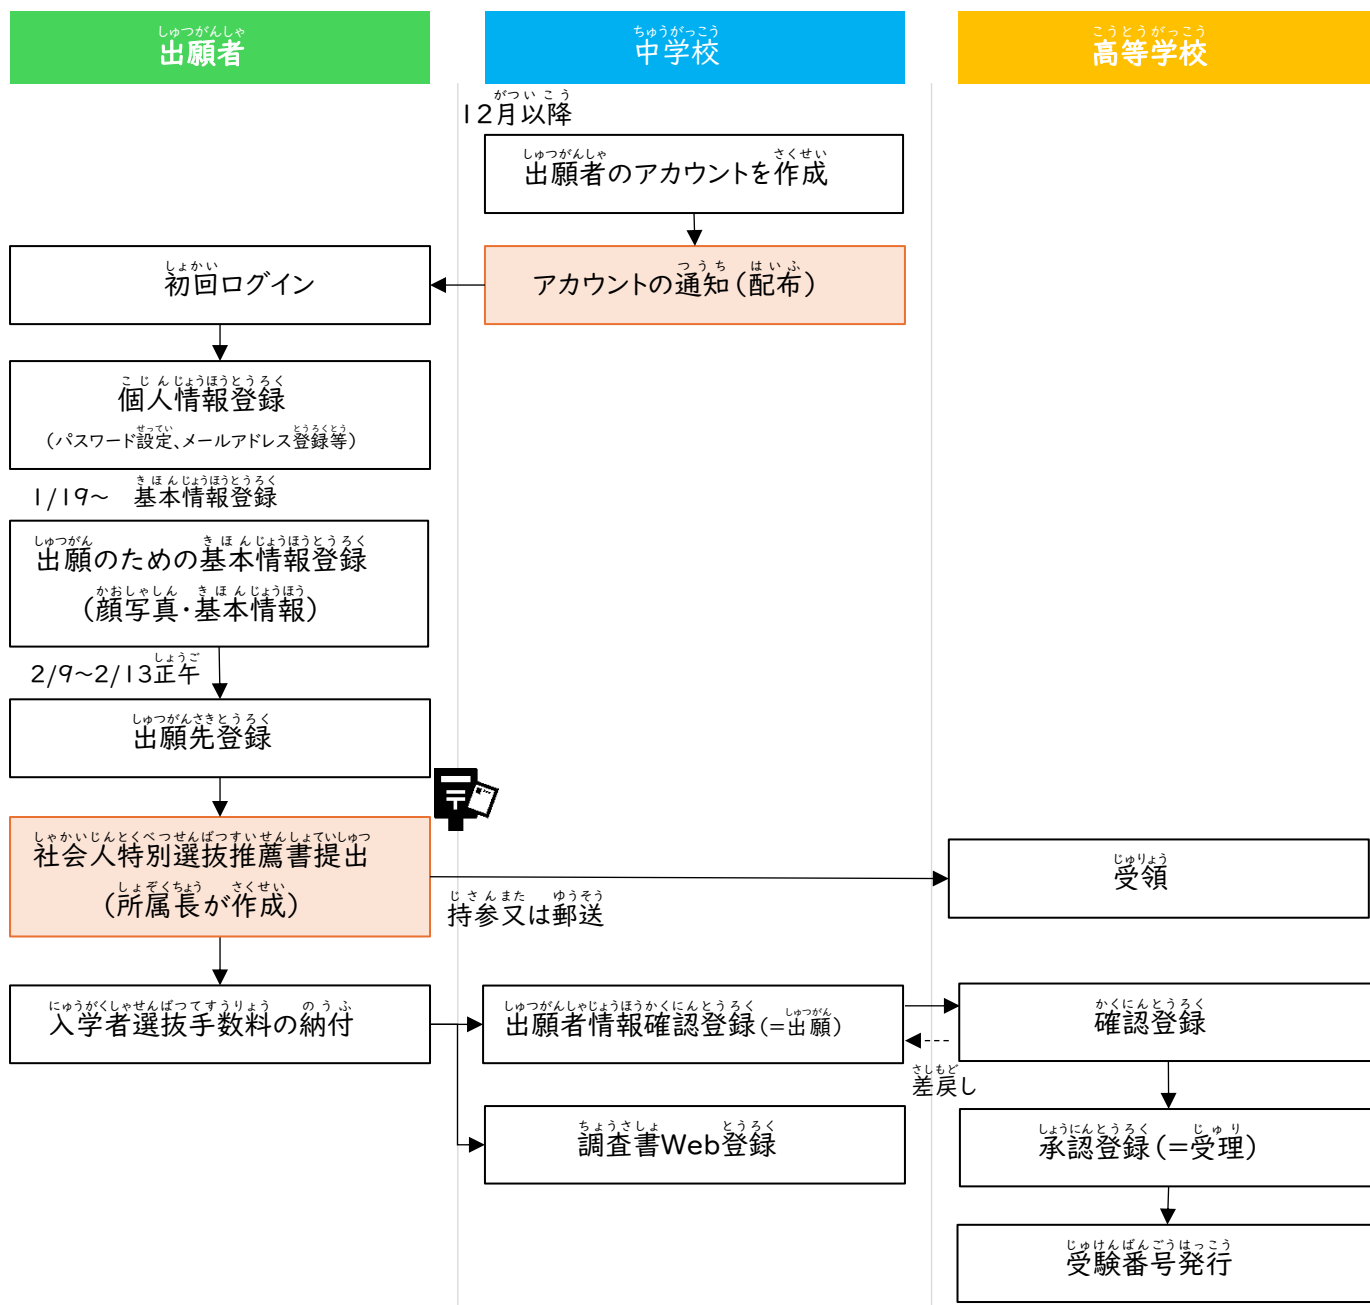 しゅつがんしゃ
出願者
ちゅうがっこう
中学校
こうとうがっこう
高等学校
がついこう
12月以降
しゅつがんしゃ さくせい
出願者のアカウントを作成
つうち はいふ
アカウントの通知(配布)
しょかい
初回ログイン
こじんじょうほうとうろく
個人情報登録
せってい とうろくとう
(パスワード設定、メールアドレス登録等)
きほんじょうほうとうろく
1/19～ 基本情報登録
しゅつがん きほんじょうほうとうろく
出願のための基本情報登録
かおしゃしん きほんじょうほう
(顔写真・基本情報)
しょうご
2/9～2/13正午
しゅつがんさきとうろく
出願先登録
〒
しゃかいじんとくべつせんばつすいせんしょていしゅつ
社会人特別選抜推薦書提出
しょぞくちょう さくせい
(所属長が作成)
じさんまた ゆうそう
持参又は郵送
じゅりょう
受領
にゅうがくしゃせんばつてすうりょう のうふ
入学者選抜手数料の納付
しゅつがんしゃじょうほうかくにんとうろく しゅつがん
出願者情報確認登録(=出願)
かくにんとうろく
確認登録
さしもど
差戻し
ちょうさしょ とうろく
調査書Web登録
しょうにんとうろく じゅり
承認登録(=受理)
じゅけんばんごうはっこう
受験番号発行